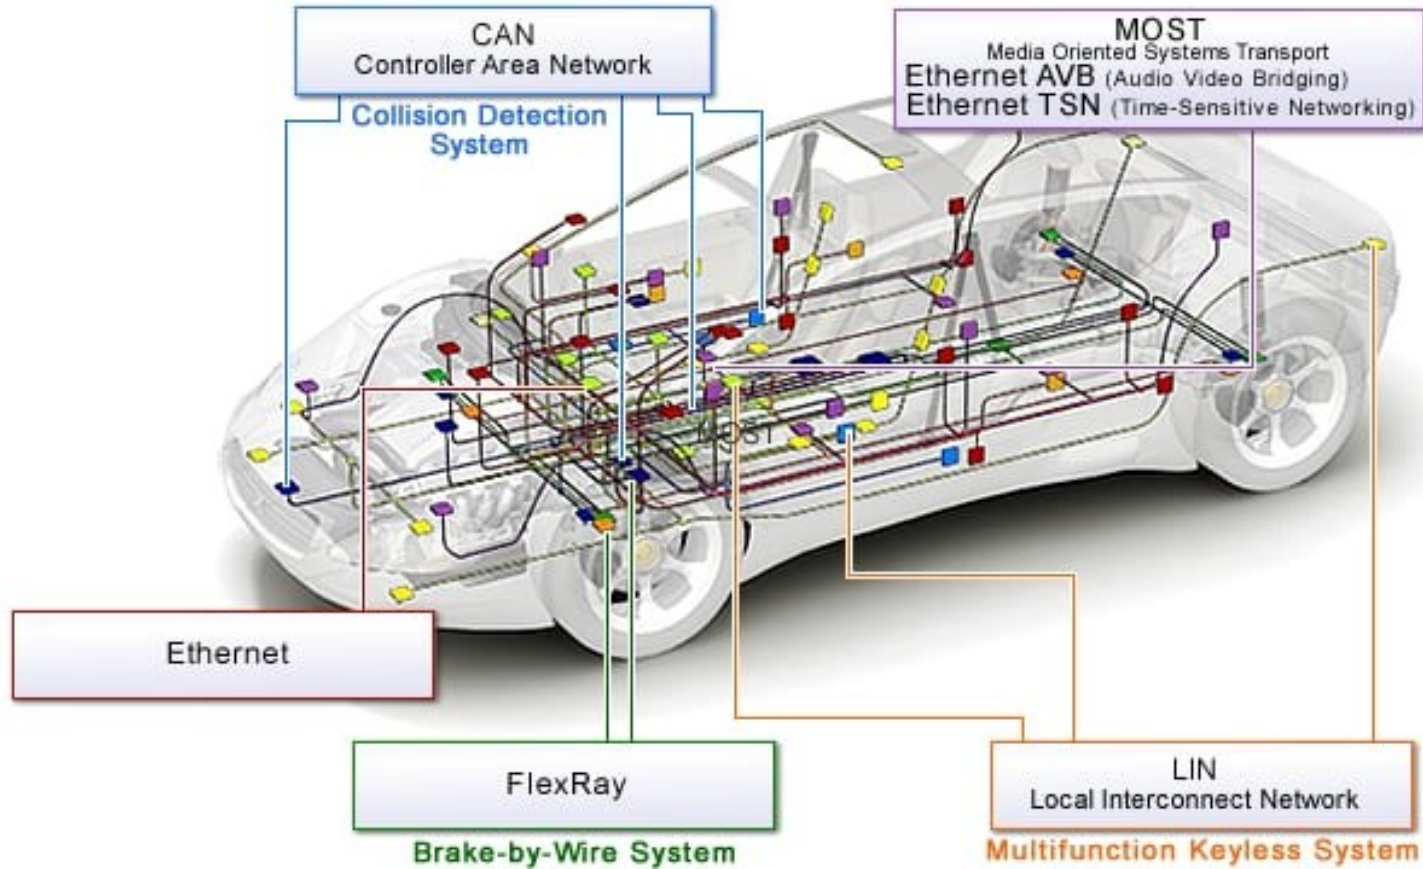 CAN
Controller Area Network
Collision Detection
System
MOST
Media Oriented Systems Transport
Ethernet AVB (Audio Video Bridging)
Ethernet TSN (Time-Sensitive Networking)
MOST
Ethernet
FlexRay
Brake-by-Wire System
LIN
Local Interconnect Network
Multifunction Keyless System